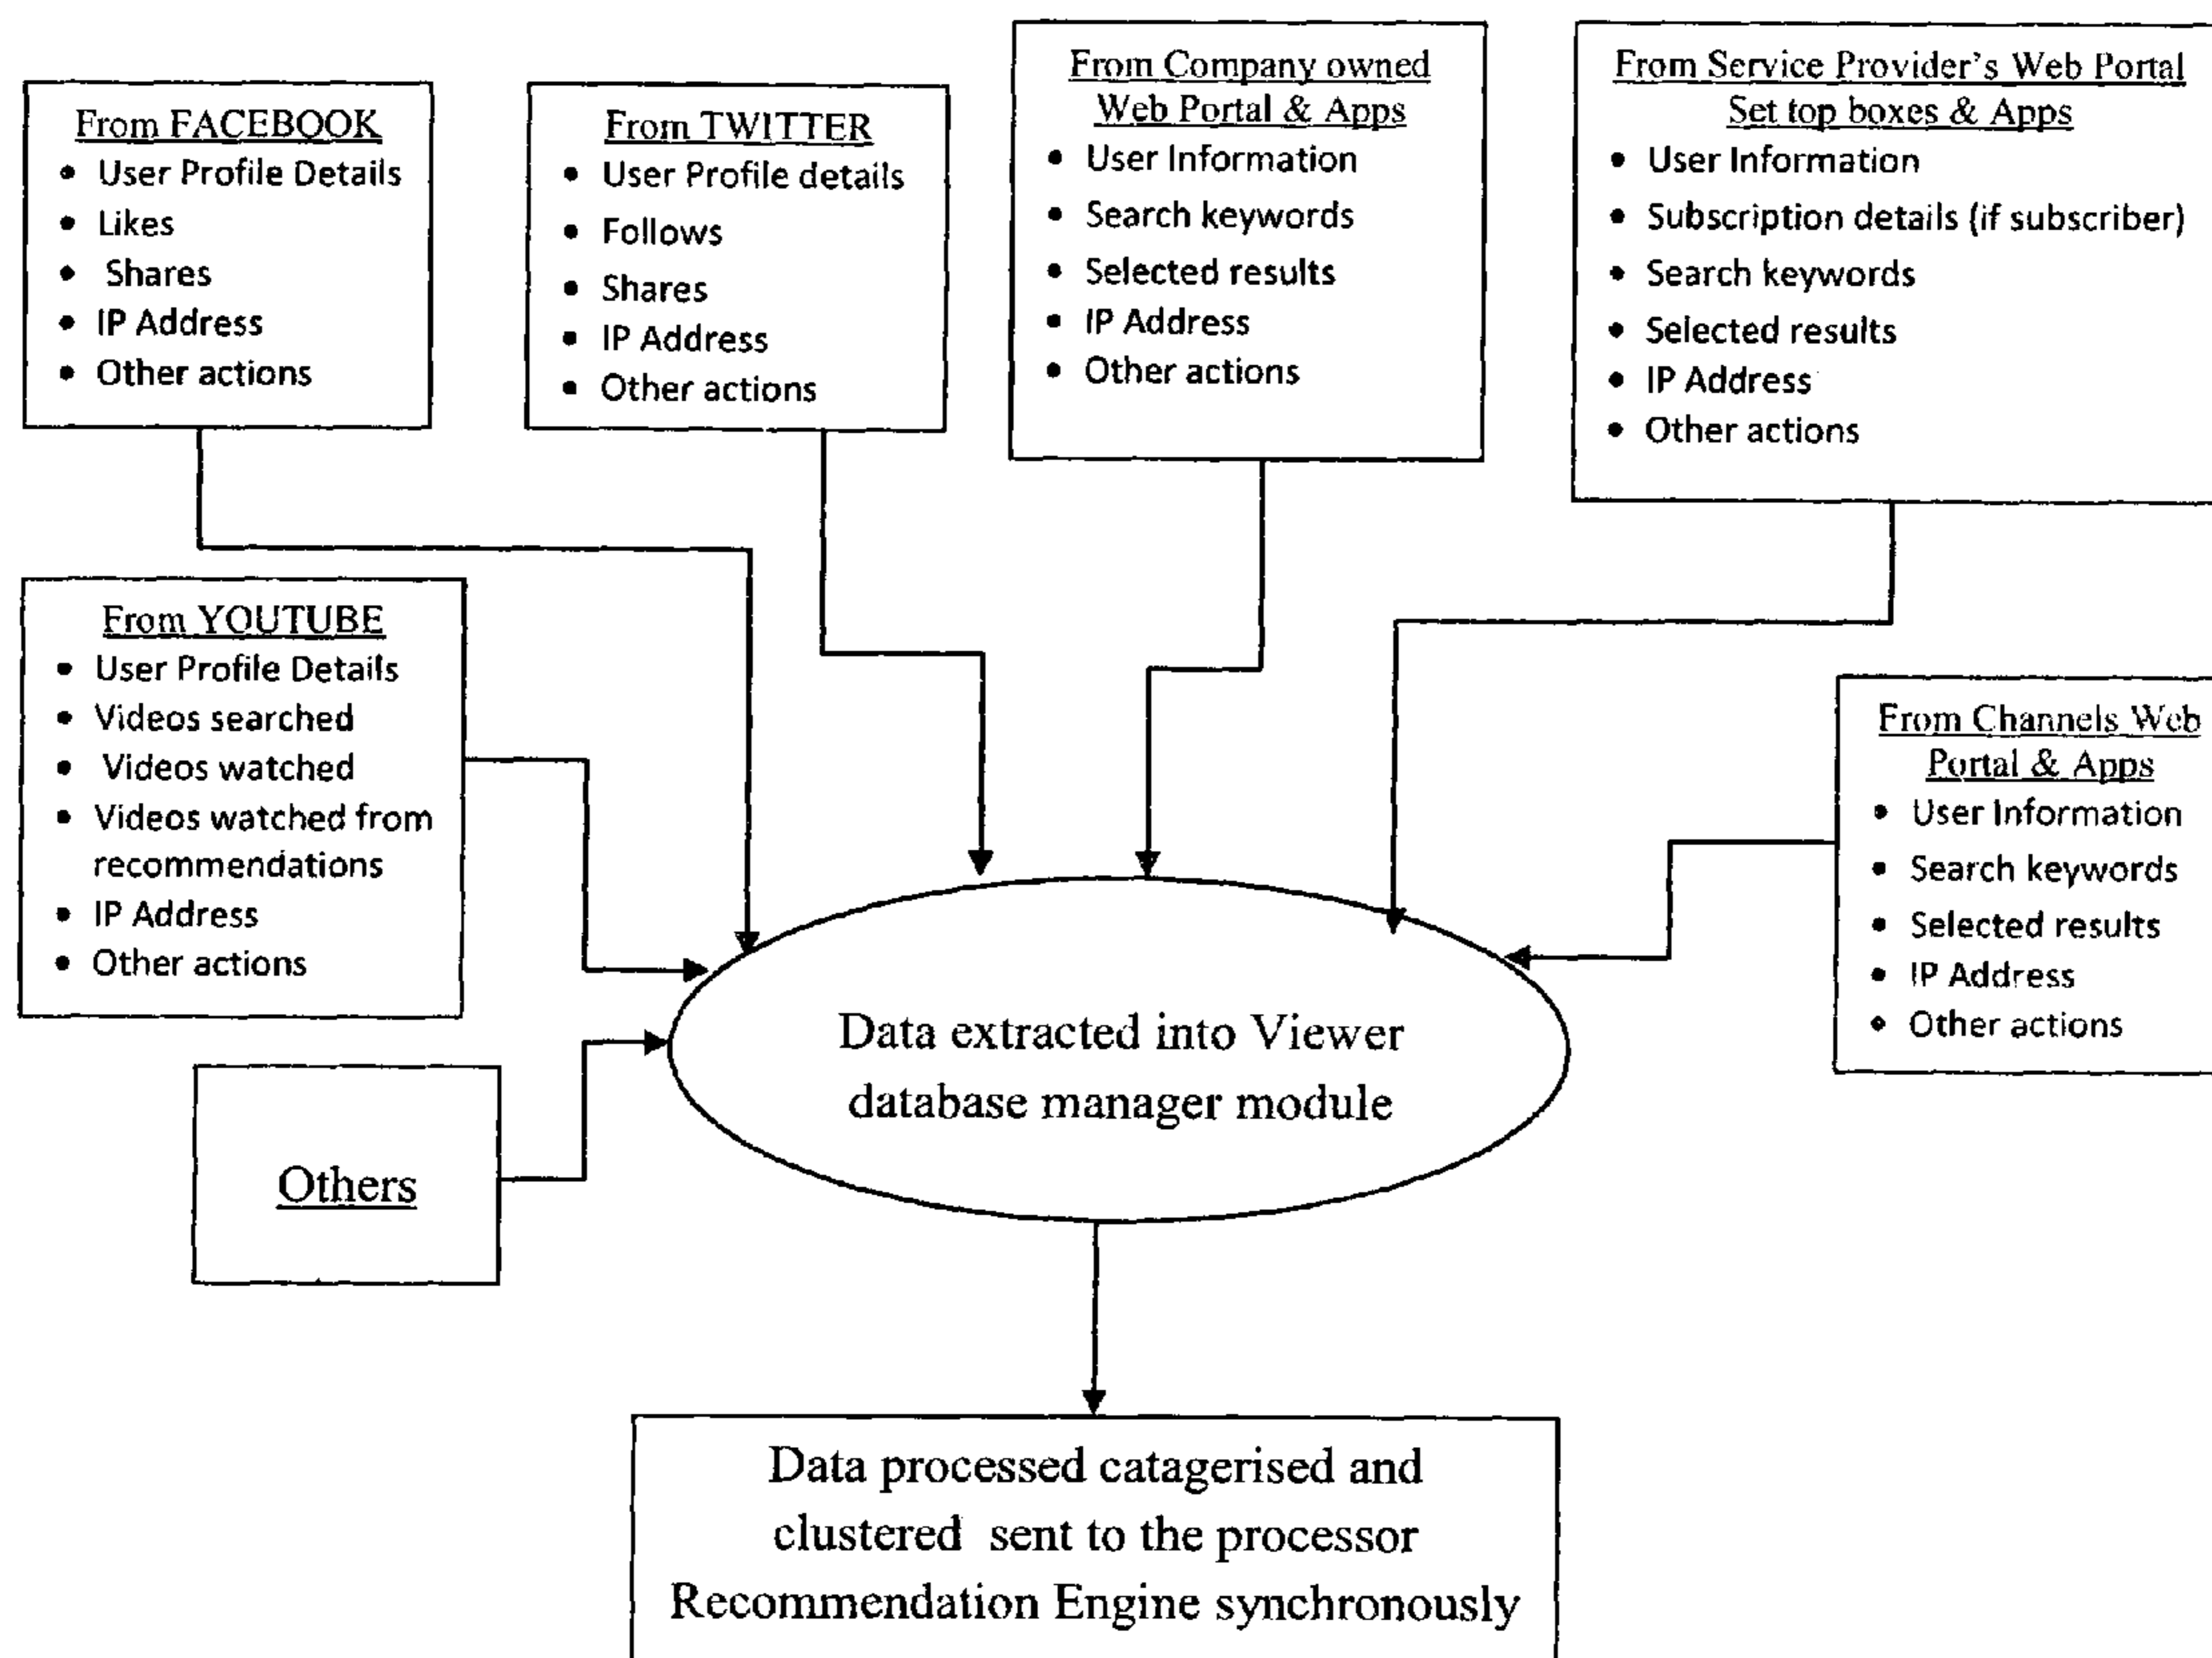 From FACEBOOK
• User Profile Details
• Likes
• Shares
• IP Address
• Other actions
From TWITTER
• User Profile details
• Follows
• Shares
• IP Address
• Other actions
From Company owned
Web Portal & Apps
• User Information
• Search keywords
• Selected results
• IP Address
• Other actions
From Service Provider's Web Portal
Set top boxes & Apps
• User Information
• Subscription details (if subscriber)
• Search keywords
• Selected results
• IP Address
• Other actions
From YOUTUBE
• User Profile Details
• Videos searched
• Videos watched
• Videos watched from
recommendations
• IP Address
• Other actions
From Channels Web
Portal & Apps
• User Information
• Search keywords
• Selected results
• IP Address
• Other actions
Others
Data extracted into Viewer
database manager module
Data processed catagerised and
clustered sent to the processor
Recommendation Engine synchronously